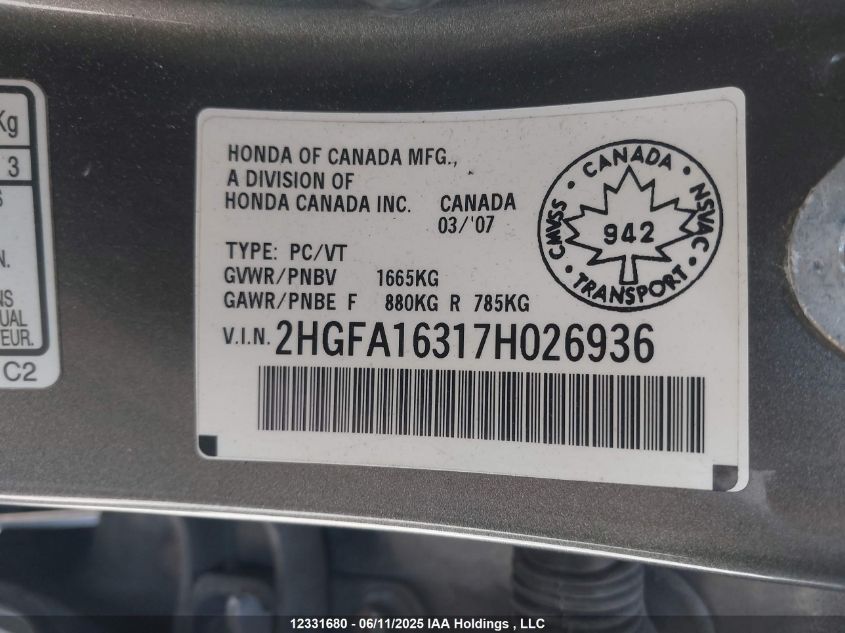 Kg
3
N.
NS
UAL
EUR.
C2
HONDA OF CANADA MFG.,
A DIVISION OF
HONDA CANADA INC. CANADA
03/'07
TYPE: PC/VT
GVWR/PNBV 1665KG
GAWR/PNBE F 880KG R 785KG
V.I.N. 2HGFA16317H026936
CANADA
CMVSS
942
NSVAC
TRANSPORT
12331680 - 06/11/2025 IAA Holdings , LLC